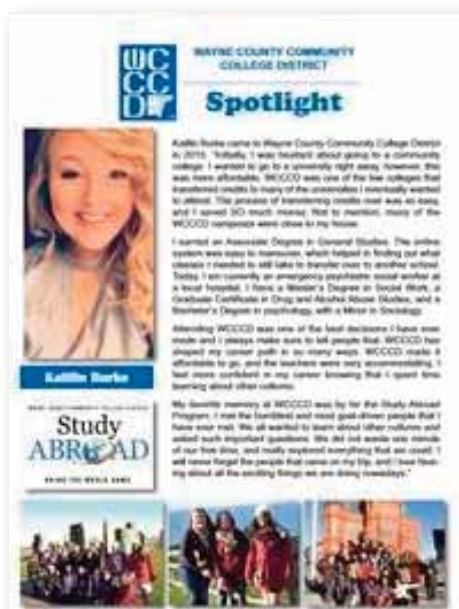 WC
CC
D
WAYNE COUNTY COMMUNITY
COLLEGE DISTRICT
Spotlight
Kaitlin Burke came to Wayne County Community College District
in 2010. "Initially, I was hesitant about going to a community
college. I wanted to go to a university right away, however, this
was more affordable. WCCCD was one of the few colleges that
transferred credits to many of the universities I eventually wanted
to attend. The process of transferring credits over was so easy,
and I saved SO much money. Not to mention, many of the
WCCCD campuses were close to my house.
I earned an Associate Degree in General Studies. The online
system was easy to maneuver, which helped in finding out what
classes I needed to still take to transfer over to another school.
Today, I am currently an emergency psychiatric social worker at
a local hospital. I have a Master's Degree in Social Work, a
Graduate Certificate in Drug and Alcohol Abuse Studies, and a
Bachelor's Degree in psychology, with a Minor in Sociology.
Attending WCCCD was one of the best decisions I have ever
made and I always make sure to tell people that. WCCCD has
shaped my career path in so many ways. WCCCD made it
affordable to go, and the teachers were very accommodating. I
feel more confident in my career knowing that I spent time
learning about other cultures.
My favorite memory at WCCCD was by far the Study Abroad
Program. I met the humblest and most goal-driven people that I
have ever met. We all wanted to learn about other cultures and
asked such important questions. We did not waste one minute
of our free time, and really explored everything that we could. I
will never forget the people that came on my trip, and I love hear-
ing about all the exciting things we are doing nowadays."
Kaitlin Burke
WAYNE COUNTY COMMUNITY COLLEGE DISTRICT
Study
ABROAD
BRING THE WORLD HOME